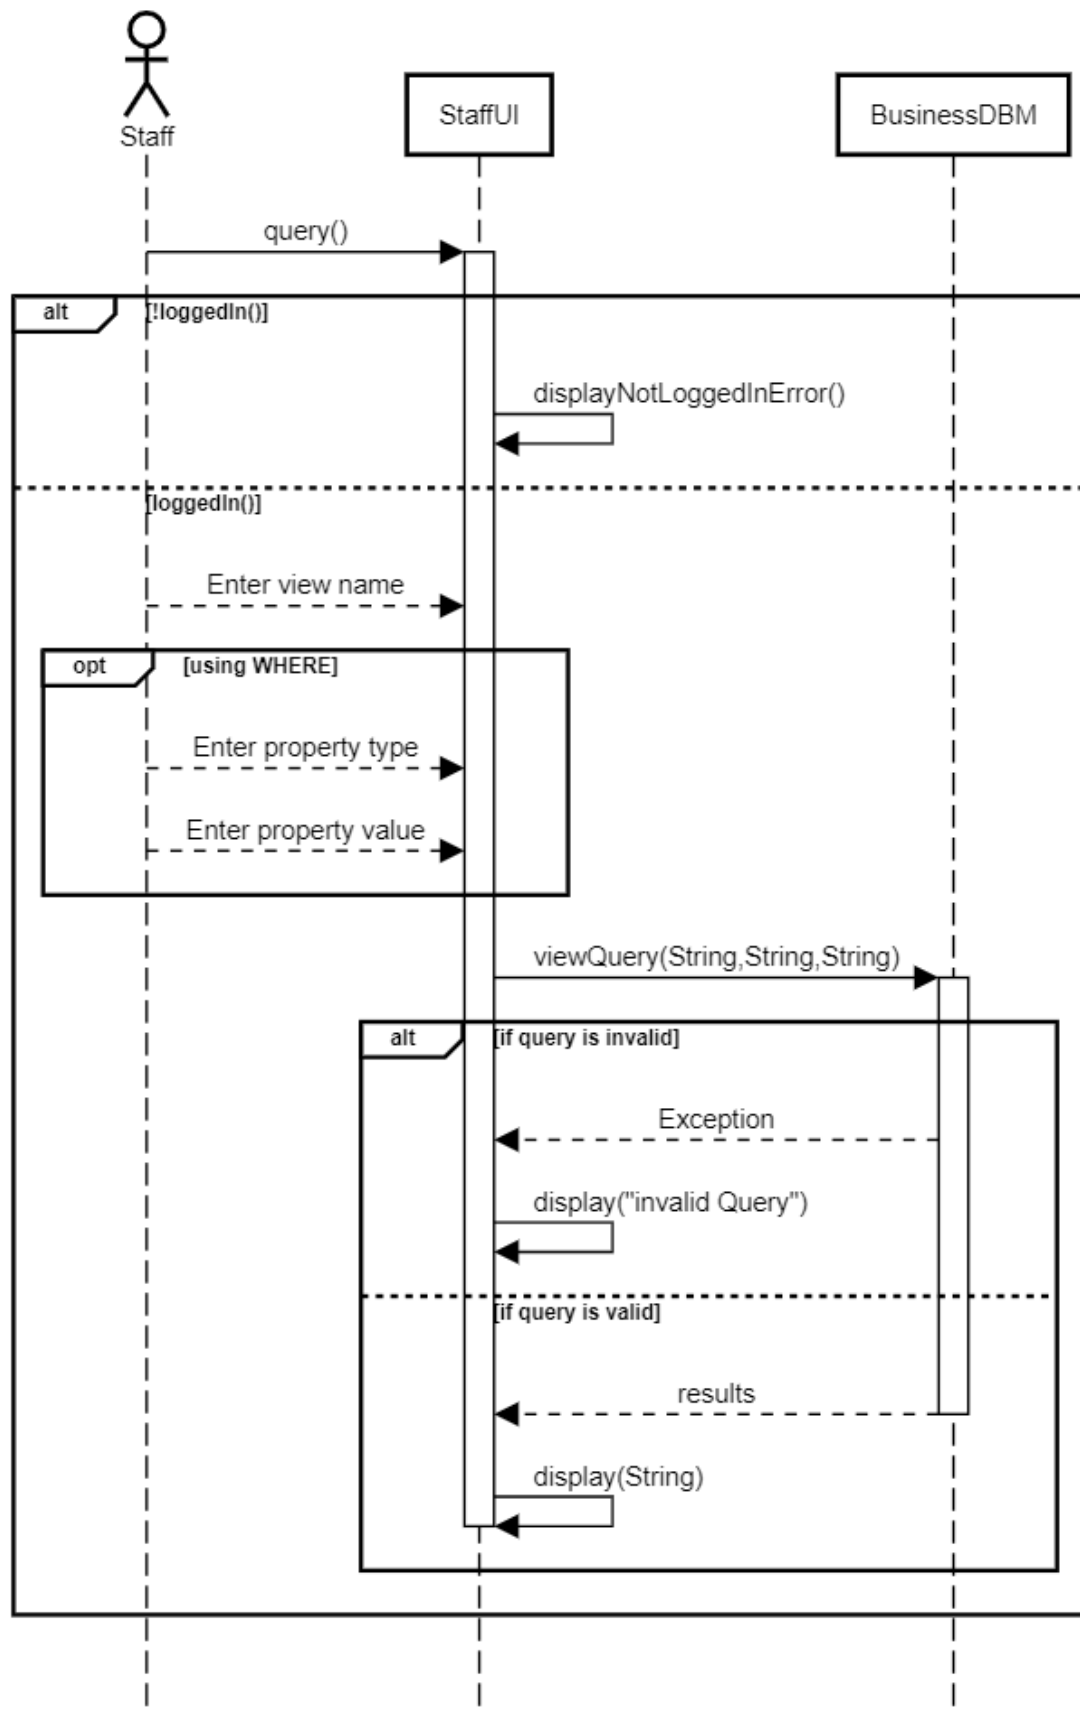 Staff
StaffUI
BusinessDBM
query()
alt
[!loggedIn()]
displayNotLoggedInError()
[loggedIn()]
Enter view name
opt
[using WHERE]
Enter property type
Enter property value
viewQuery(String,String,String)
alt
[if query is invalid]
Exception
display("invalid Query")
[if query is valid]
results
display(String)